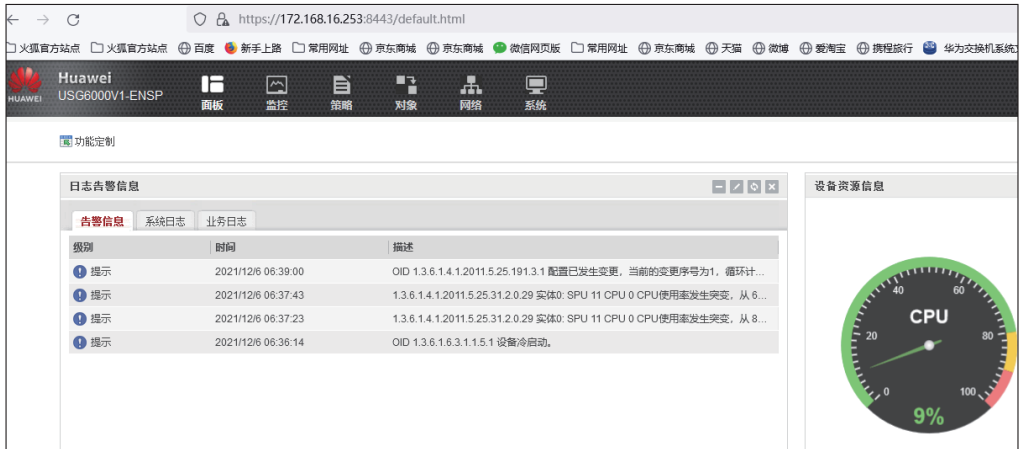 https://172.168.16.253:8443/default.html
火狐官方站点 火狐官方站点 百度 新手上路 常用网址 京东商城 京东商城 微信网页版 常用网址 京东商城 天猫 微博 爱淘宝 携程旅行 华为交换机系统
HUAWEI Huawei
USG6000V1-ENSP
面板 监控 策略 对象 网络 系统
功能定制
日志告警信息
设备资源信息
告警信息 系统日志 业务日志
级别 时间 描述
提示 2021/12/6 06:39:00 OID 1.3.6.1.4.1.2011.5.25.191.3.1 配置已发生变更，当前的变更序号为1，循环计...
提示 2021/12/6 06:37:43 1.3.6.1.4.1.2011.5.25.31.2.0.29 实体0: SPU 11 CPU 0 CPU使用率发生突变，从 6...
提示 2021/12/6 06:37:23 1.3.6.1.4.1.2011.5.25.31.2.0.29 实体0: SPU 11 CPU 0 CPU使用率发生突变，从 8...
提示 2021/12/6 06:36:14 OID 1.3.6.1.6.3.1.1.5.1 设备冷启动。
40 60
CPU
20 80
0 100
9%